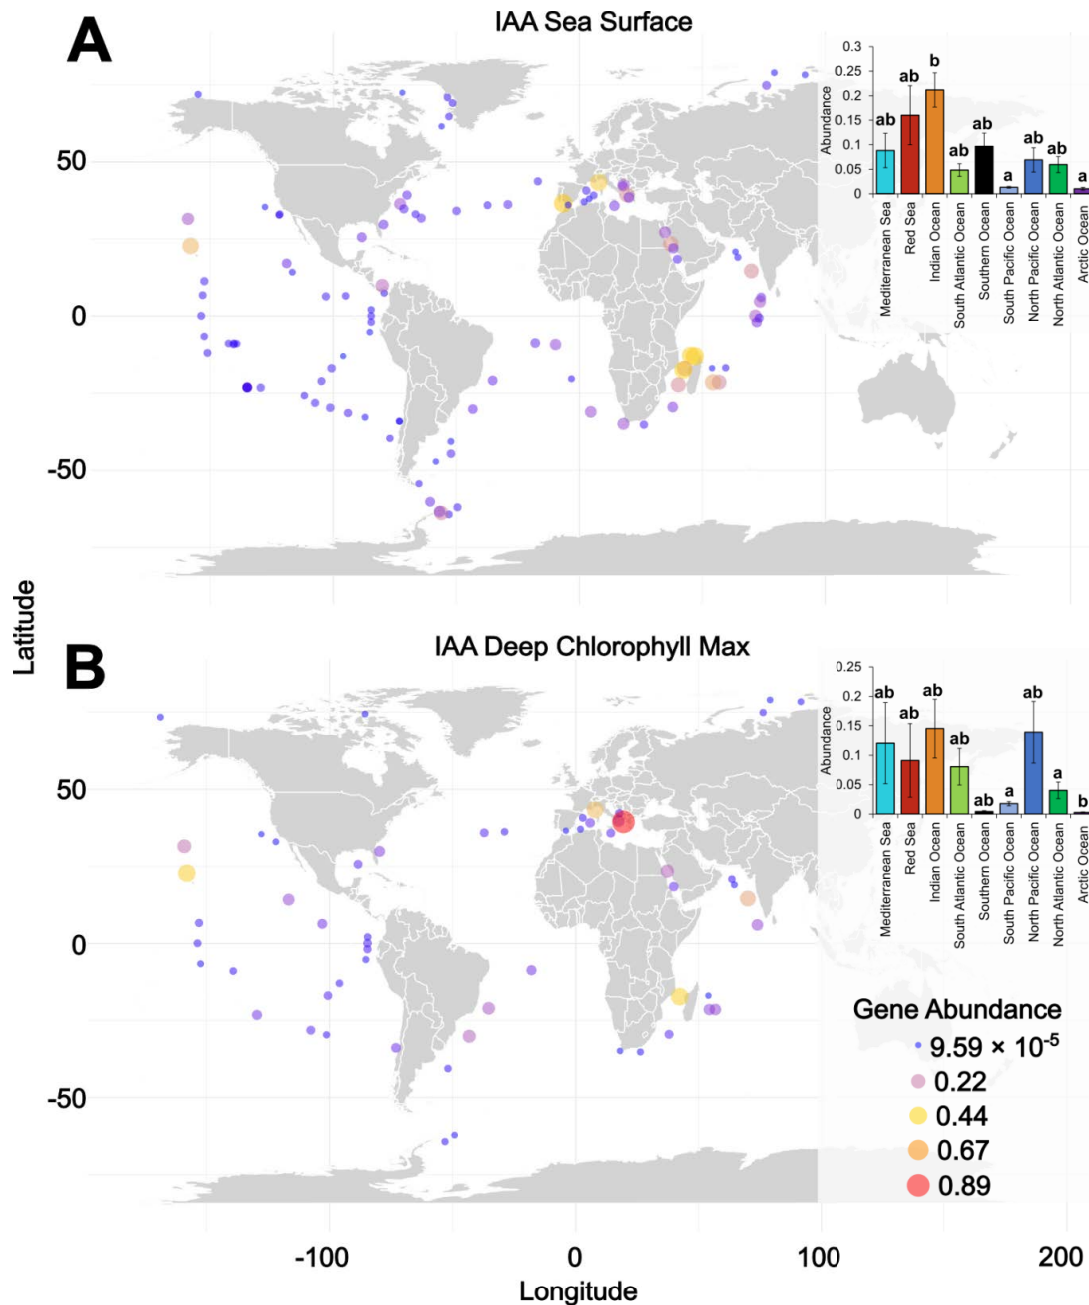 A
IAA Sea Surface
Latitude
50
0
-50
Abundance
0.3
0.25
0.2
0.15
0.1
0.05
0
ab
ab
b
ab
ab
a
ab
ab
a
Mediterranean Sea
Red Sea
Indian Ocean
South Atlantic Ocean
Southern Ocean
South Pacific Ocean
North Pacific Ocean
North Atlantic Ocean
Arctic Ocean
B
IAA Deep Chlorophyll Max
50
0
-50
Abundance
0.25
0.2
0.15
0.1
0.05
0
ab
ab
ab
ab
ab
a
ab
a
b
Mediterranean Sea
Red Sea
Indian Ocean
South Atlantic Ocean
Southern Ocean
South Pacific Ocean
North Pacific Ocean
North Atlantic Ocean
Arctic Ocean
Gene Abundance
9.59 × 10⁻⁵
0.22
0.44
0.67
0.89
-100
0
100
200
Longitude